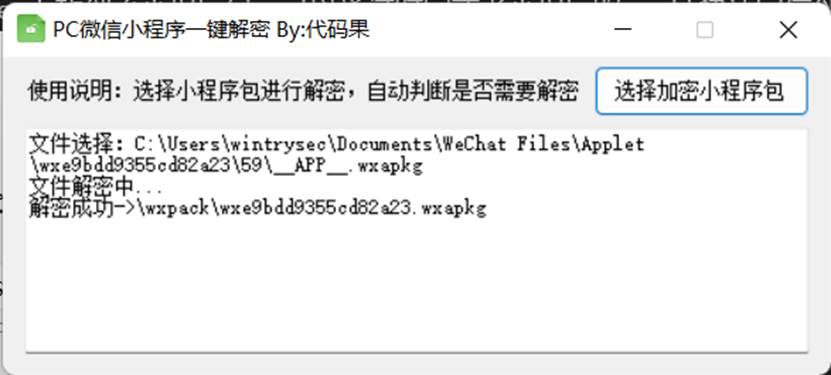 PC微信小程序一键解密 By:代码果
使用说明：选择小程序包进行解密，自动判断是否需要解密
选择加密小程序包
文件选择：C:\Users\wintrysec\Documents\WeChat Files\Applet
\wxe9bdd9355cd82a23\59\__APP__.wxapkg
文件解密中...
解密成功->\wxpack\wxe9bdd9355cd82a23.wxapkg